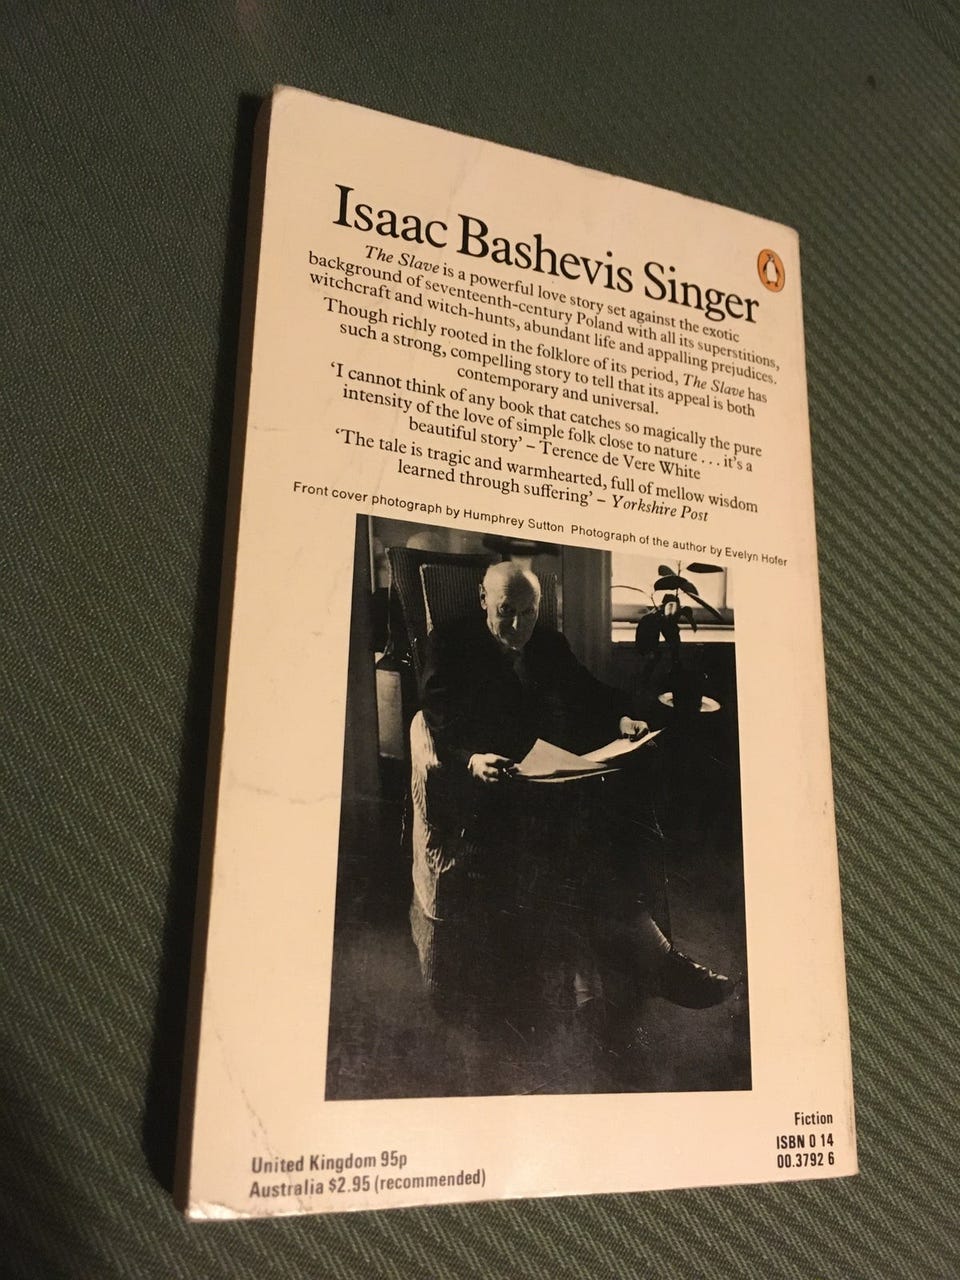 Isaac Bashevis Singer
The Slave is a powerful love story set against the exotic
background of seventeenth-century Poland with all its superstitions,
witchcraft and witch-hunts, abundant life and appalling prejudices.
Though richly rooted in the folklore of its period, The Slave has
such a strong, compelling story to tell that its appeal is both
contemporary and universal.
‘I cannot think of any book that catches so magically the pure
intensity of the love of simple folk close to nature . . . it’s a
beautiful story’ – Terence de Vere White
‘The tale is tragic and warmhearted, full of mellow wisdom
learned through suffering’ – Yorkshire Post
Front cover photograph by Humphrey Sutton Photograph of the author by Evelyn Hofer
United Kingdom 95p
Australia $2.95 (recommended)
Fiction
ISBN 0 14
00.3792 6